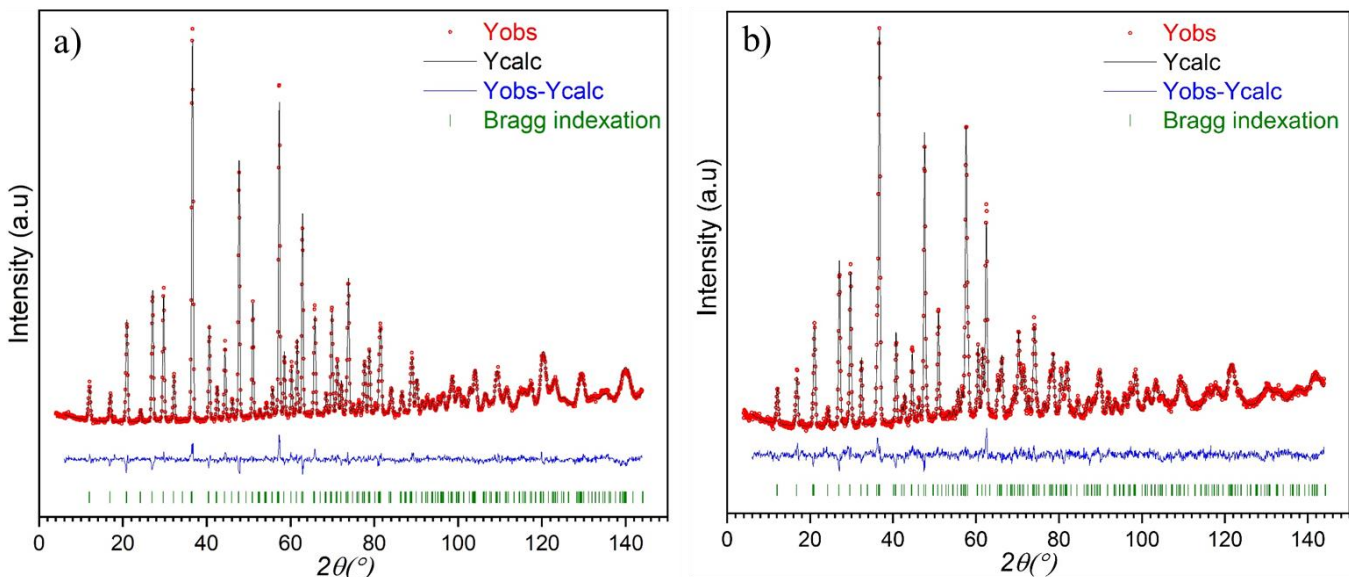 a)
Yobs
Ycalc
Yobs-Ycalc
Bragg indexation
Intensity (a.u)
0 20 40 60 80 100 120 140
2θ(°)
b)
Yobs
Ycalc
Yobs-Ycalc
Bragg indexation
Intensity (a.u)
0 20 40 60 80 100 120 140
2θ(°)